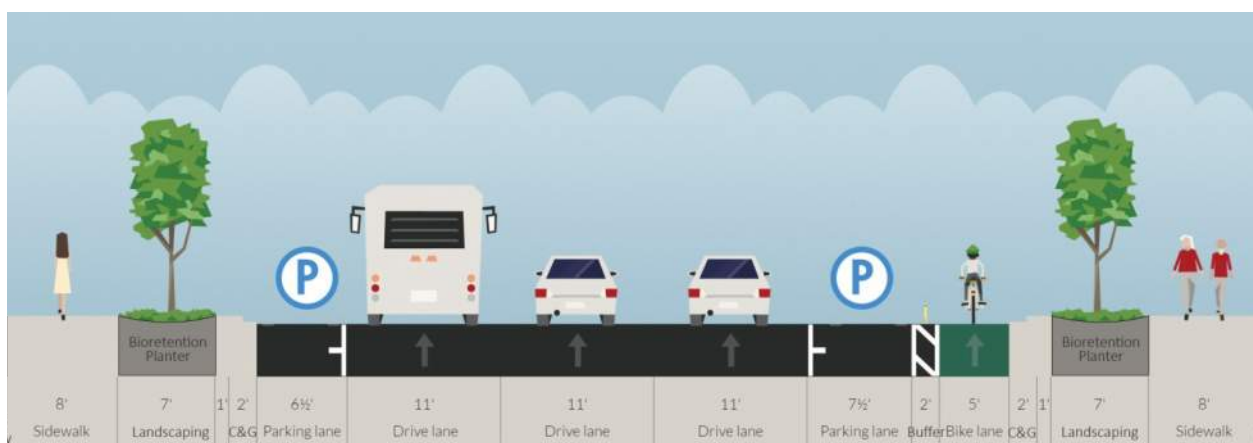 P
P
Bioretention
Planter
Bioretention
Planter
8' 7' 1' 2' 6½' 11' 11' 11' 7½' 2' 5' 2' 1' 7' 8'
Sidewalk Landscaping C&G Parking lane Drive lane Drive lane Drive lane Parking lane Buffer Bike lane C&G Landscaping Sidewalk